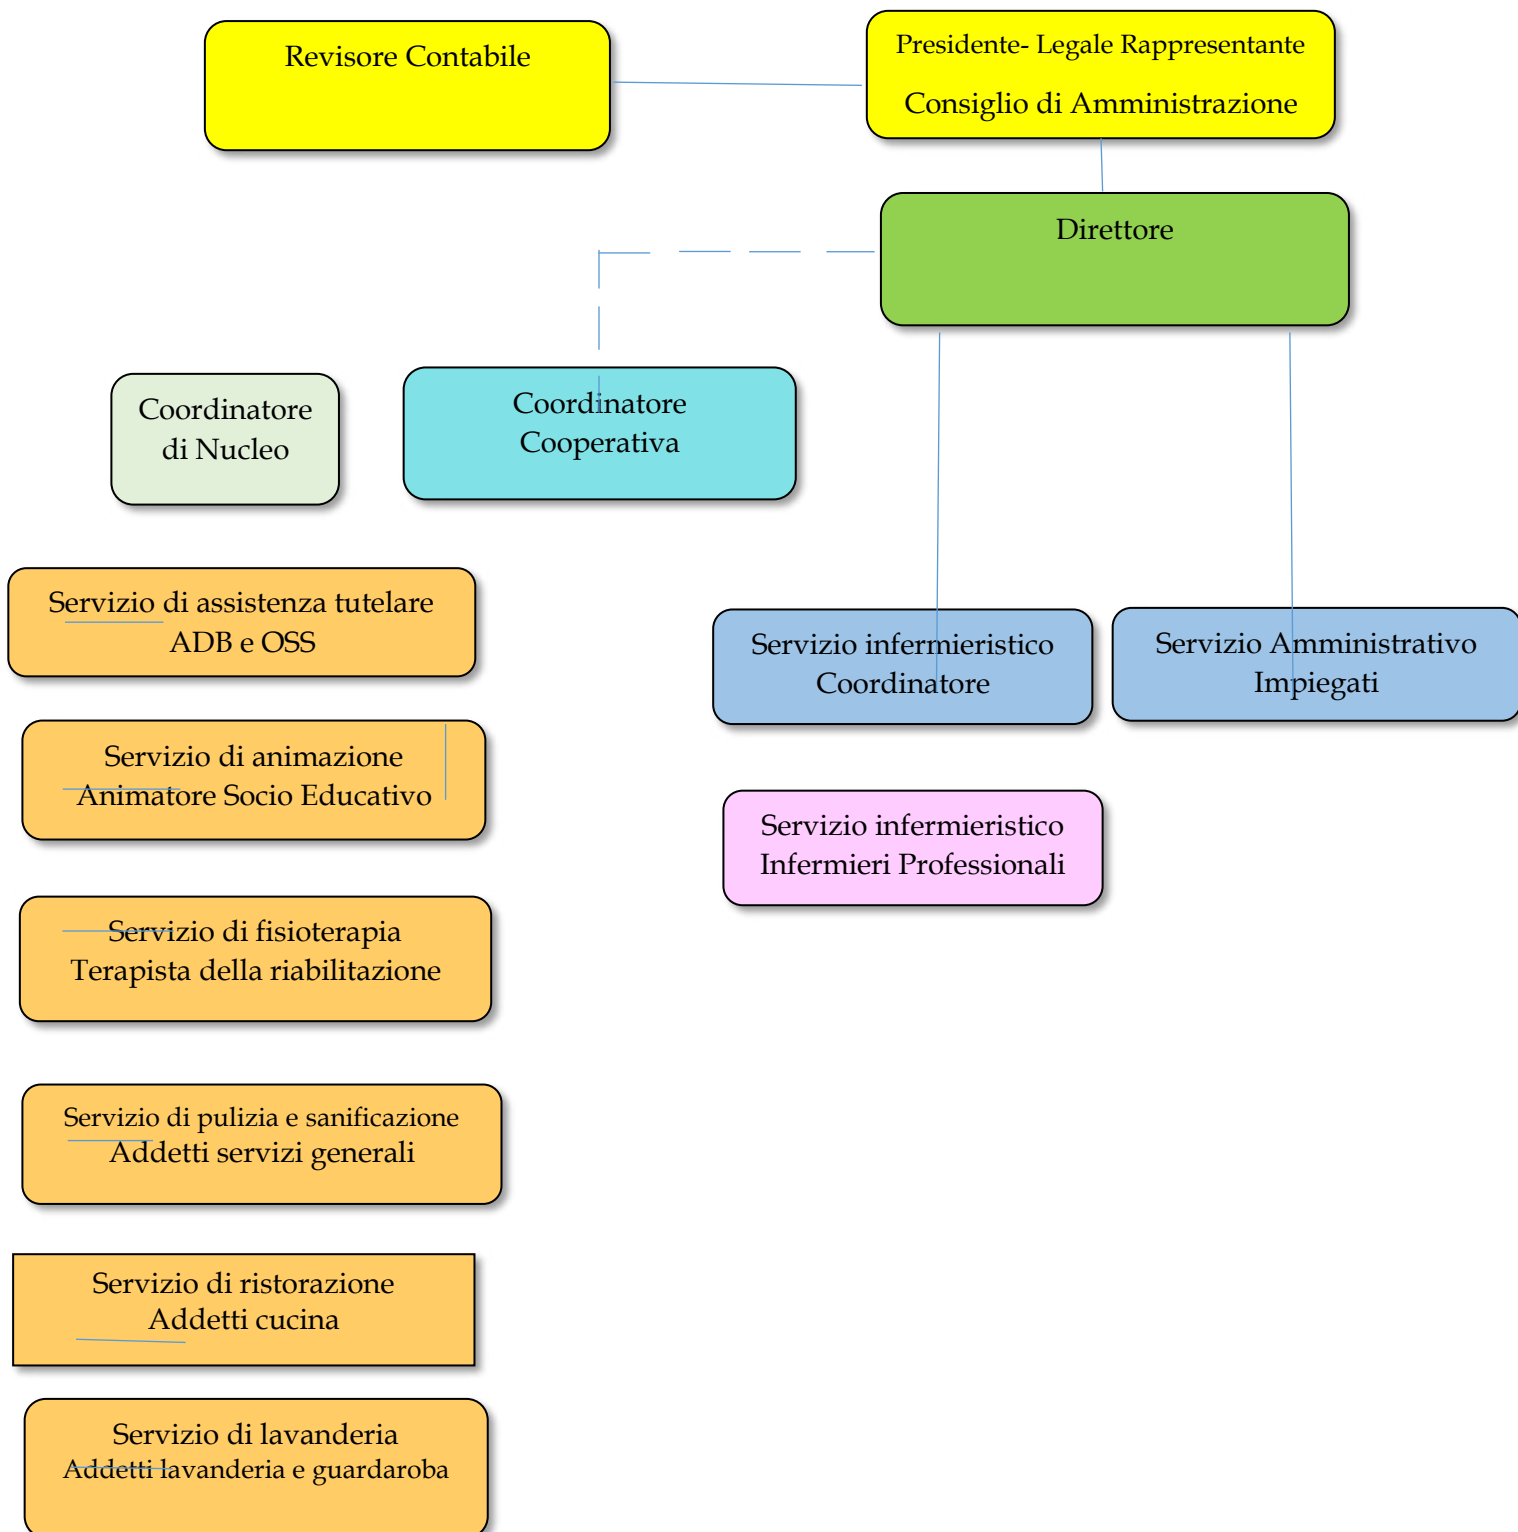 Revisore Contabile
Presidente- Legale Rappresentante
Consiglio di Amministrazione
Direttore
Coordinatore
di Nucleo
Coordinatore
Cooperativa
Servizio di assistenza tutelare
ADB e OSS
Servizio infermieristico
Coordinatore
Servizio Amministrativo
Impiegati
Servizio di animazione
Animatore Socio Educativo
Servizio infermieristico
Infermieri Professionali
Servizio di fisioterapia
Terapista della riabilitazione
Servizio di pulizia e sanificazione
Addetti servizi generali
Servizio di ristorazione
Addetti cucina
Servizio di lavanderia
Addetti lavanderia e guardaroba